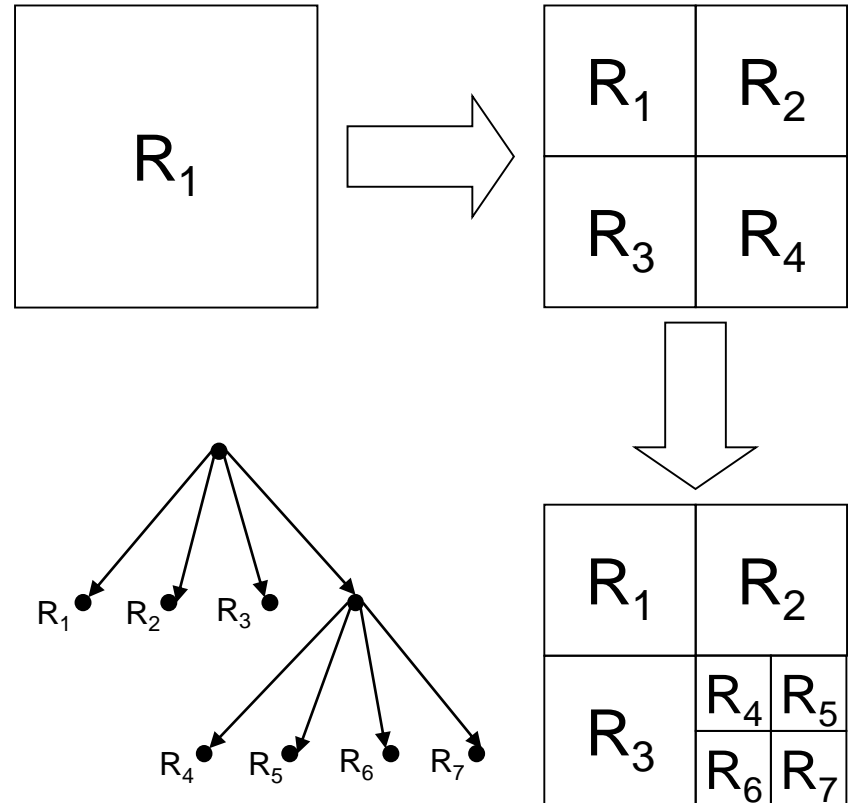 R₁
R₁ R₂
R₃ R₄
R₁ R₂
R₃
R₄ R₅
R₆ R₇
R₁ R₂ R₃
R₄ R₅ R₆ R₇